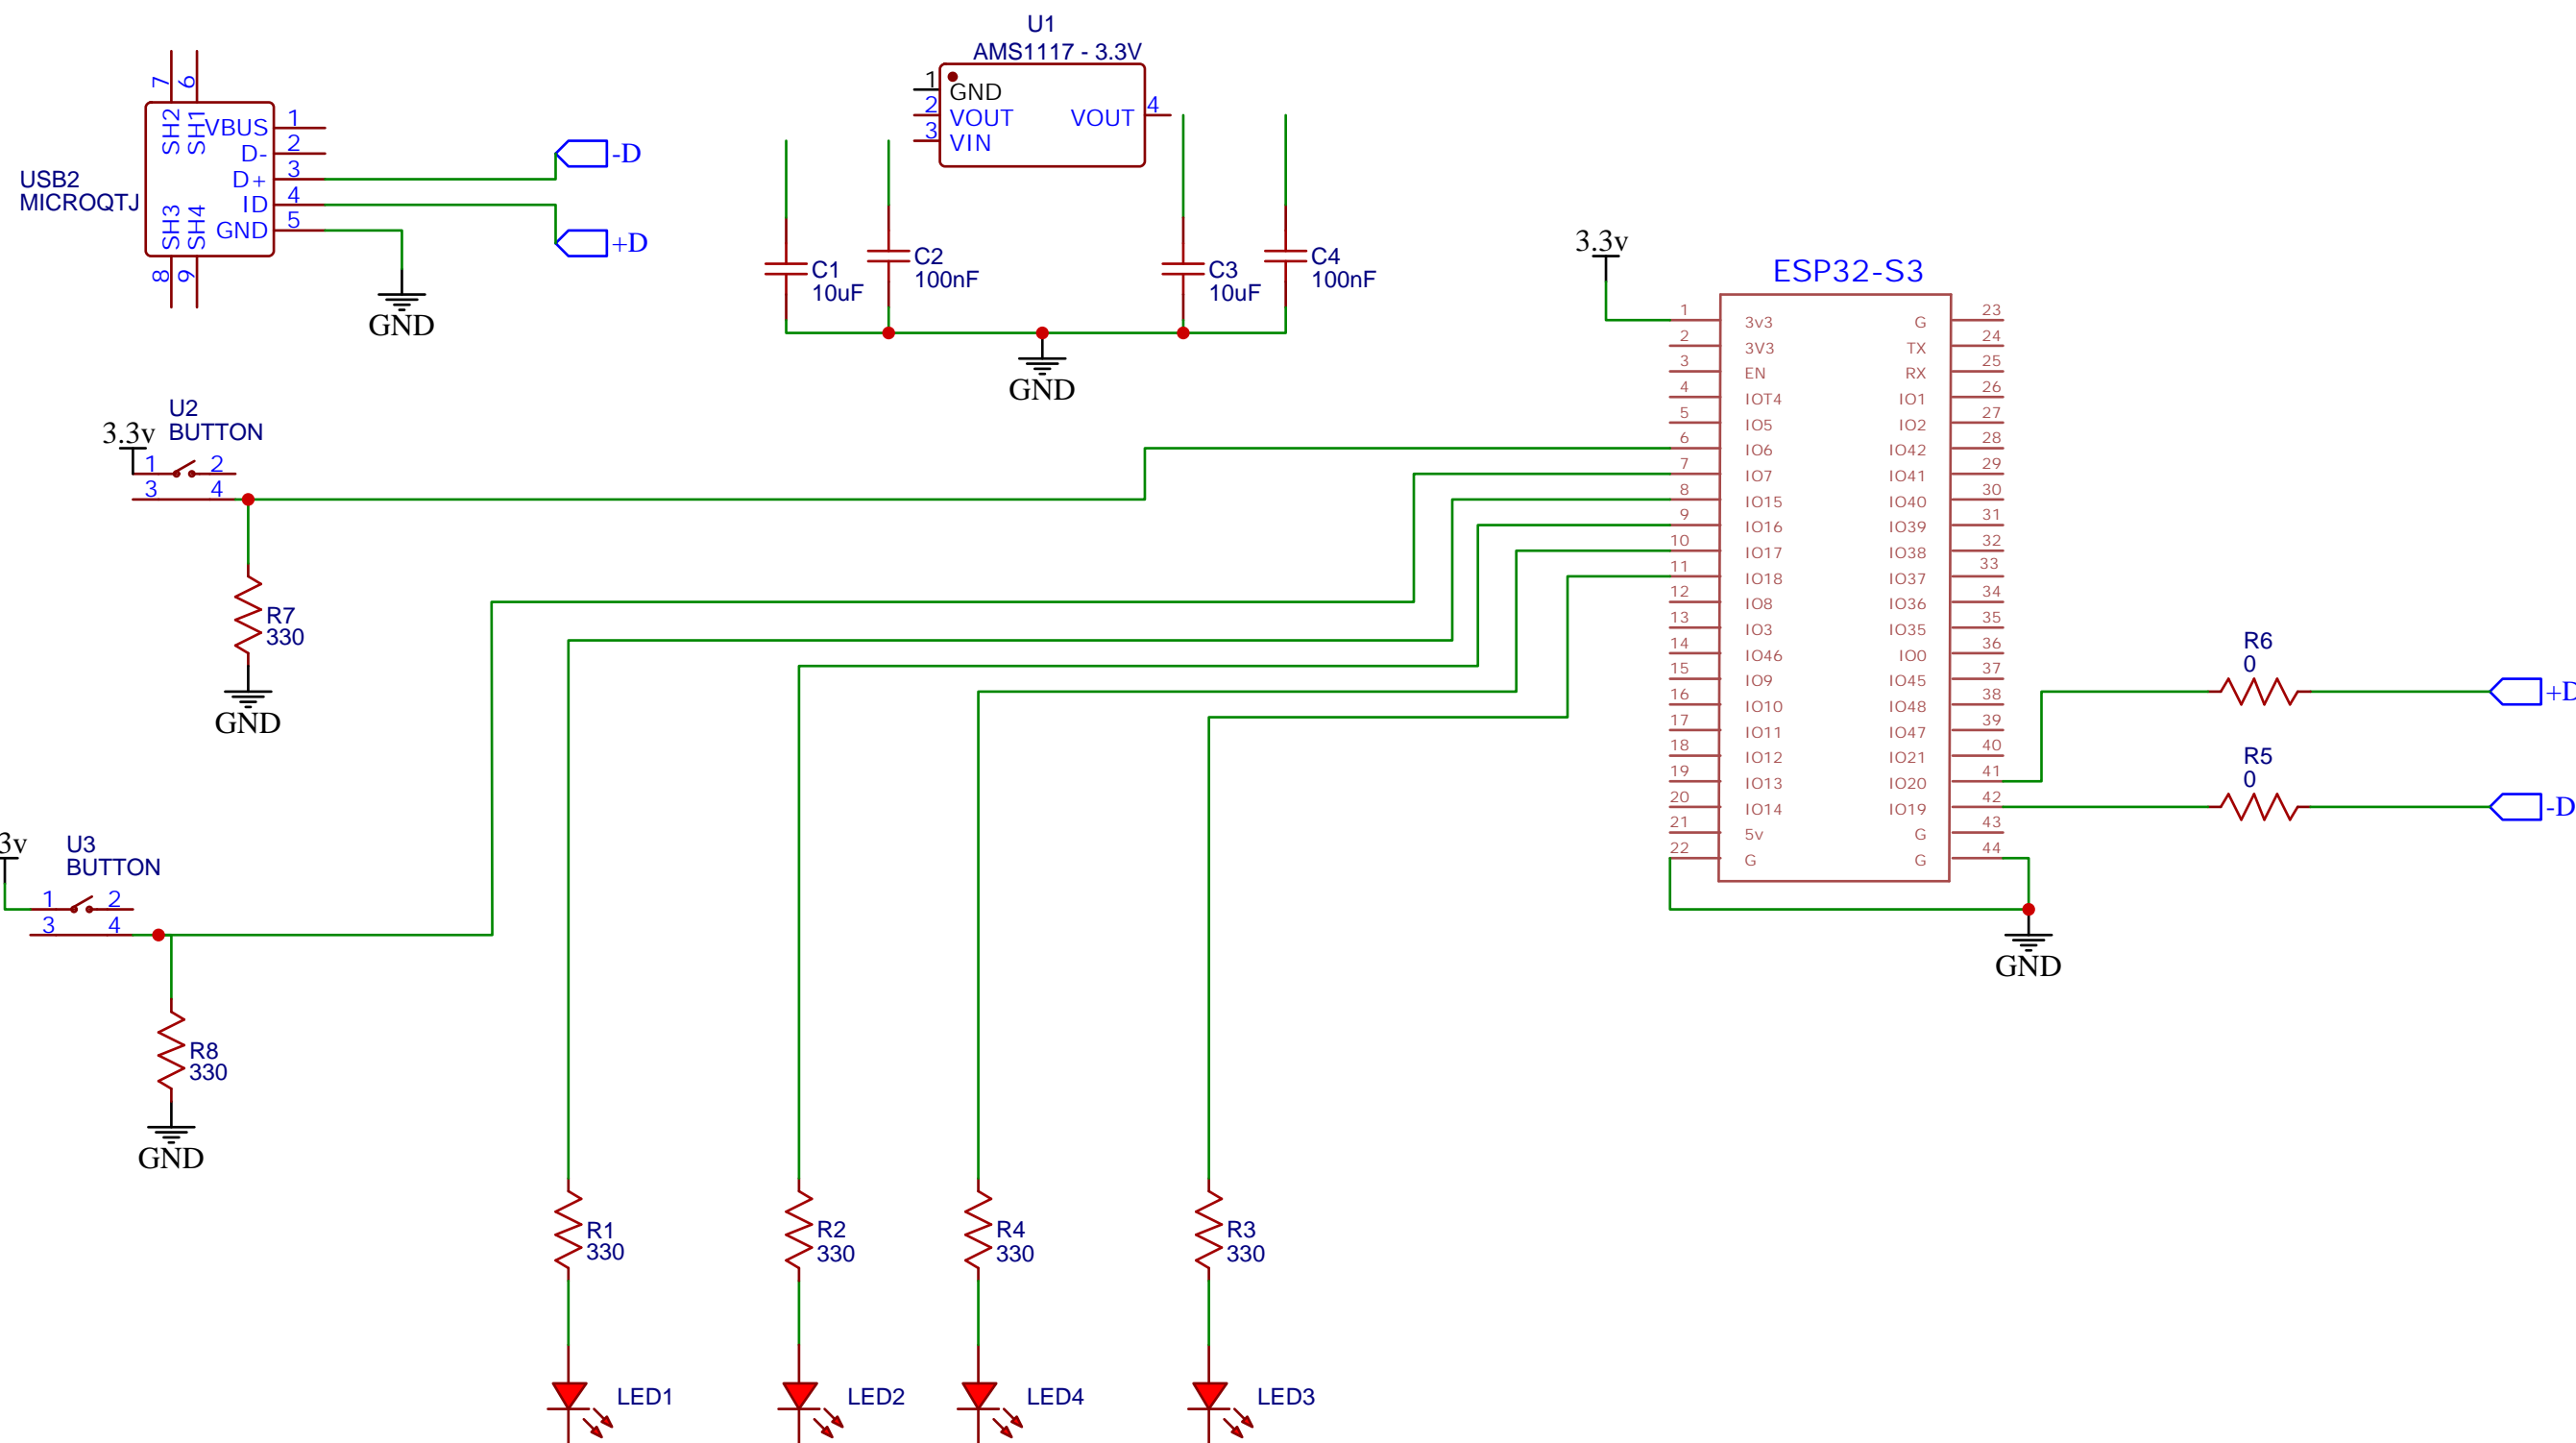 U1
AMS1117 - 3.3V
1
GND
2
VOUT
3
VIN
VOUT
4
7
6
SH2
SH1
VBUS
1
D-
2
D+
3
ID
4
GND
5
SH3
SH4
8
9
USB2
MICROQTJ
-D
+D
GND
C1
10uF
C2
100nF
C3
10uF
C4
100nF
GND
3.3v
ESP32-S3
1 3v3 G 23
2 3V3 TX 24
3 EN RX 25
4 IOT4 IO1 26
5 IO5 IO2 27
6 IO6 IO42 28
7 IO7 IO41 29
8 IO15 IO40 30
9 IO16 IO39 31
10 IO17 IO38 32
11 IO18 IO37 33
12 IO8 IO36 34
13 IO3 IO35 35
14 IO46 IO0 36
15 IO9 IO45 37
16 IO10 IO48 38
17 IO11 IO47 39
18 IO12 IO21 40
19 IO13 IO20 41
20 IO14 IO19 42
21 5v G 43
22 G G 44
GND
U2
BUTTON
3.3v
1 2
3 4
R7
330
GND
R6
0
+D
R5
0
-D
3v
U3
BUTTON
1 2
3 4
R8
330
GND
R1
330
R2
330
R4
330
R3
330
LED1
LED2
LED4
LED3